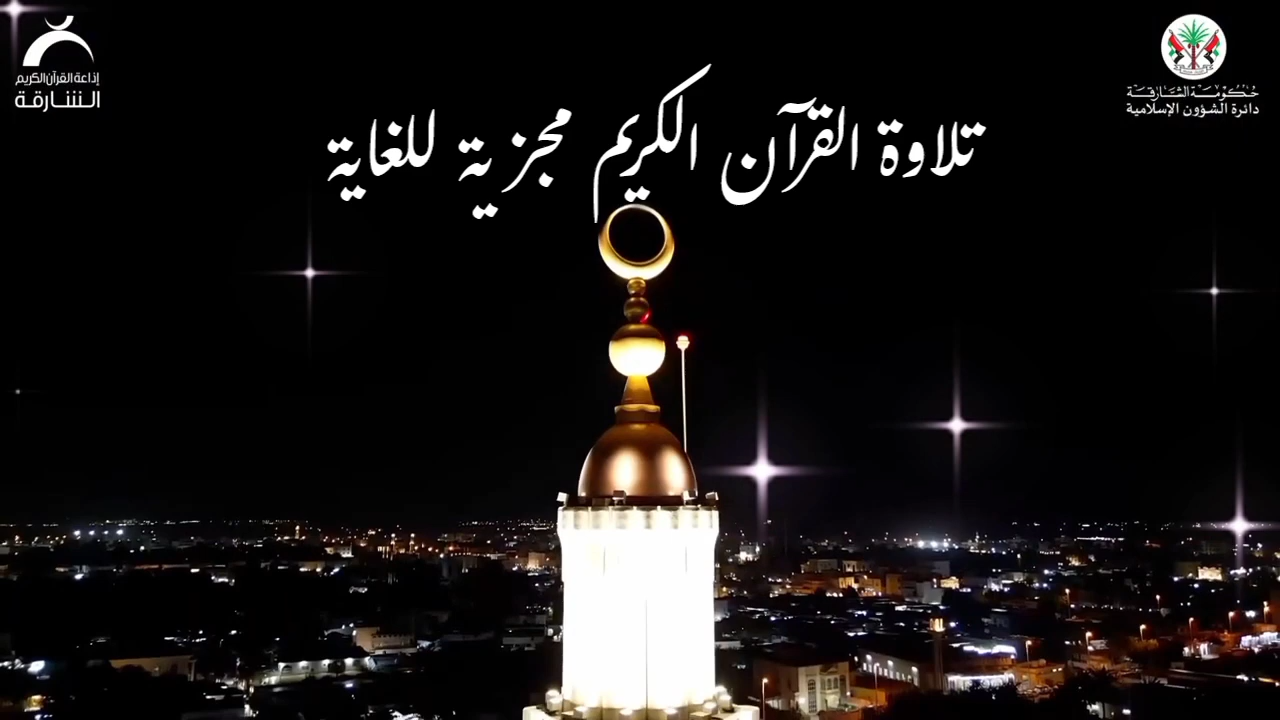 إذاعة القرآن الكريم
الشارقة
حكومة الشارقة
دائرة الشؤون الإسلامية
تلاوة القرآن الكريم مجزية للغاية